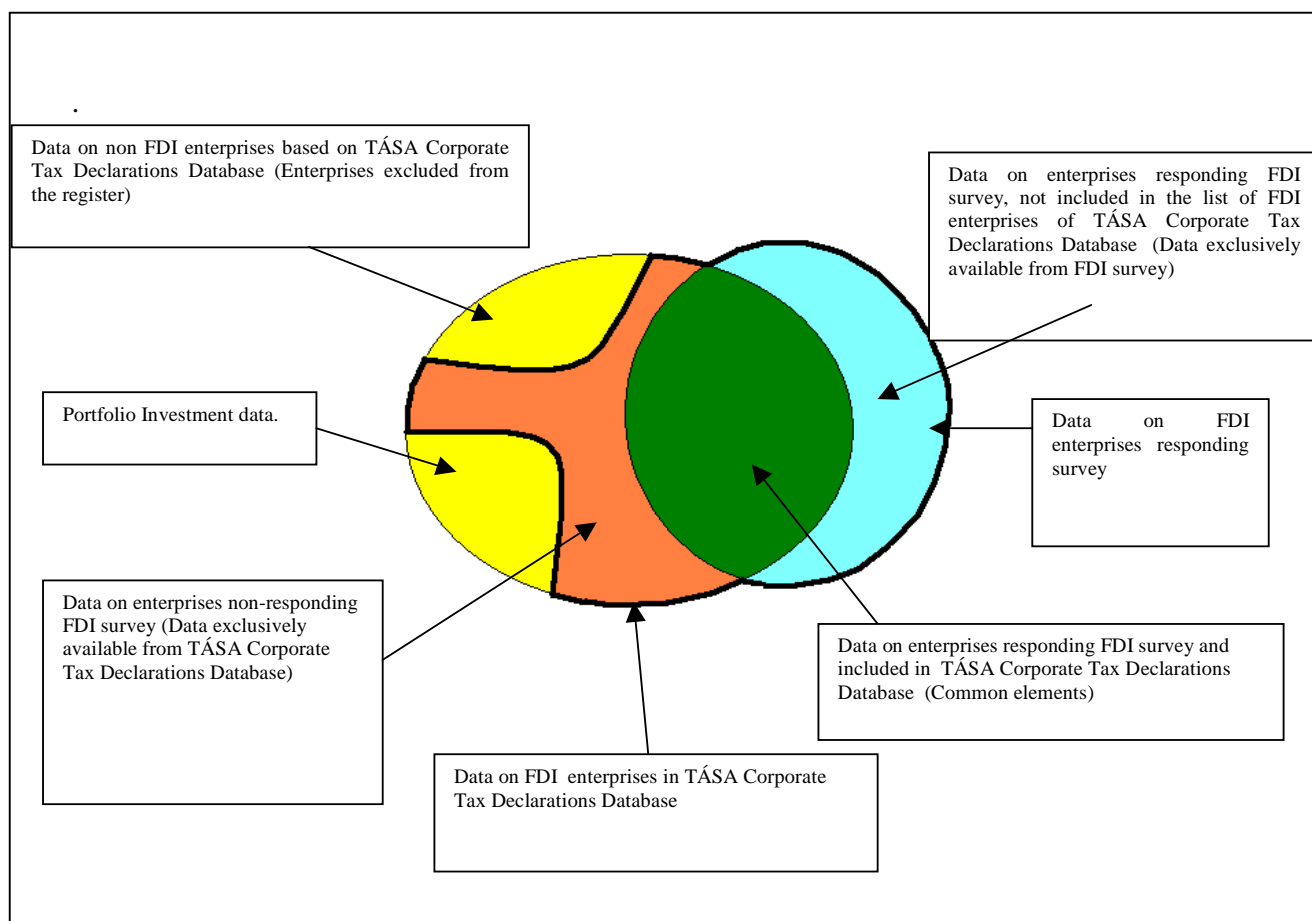 .
Data on non FDI enterprises based on TÁSA Corporate
Tax Declarations Database (Enterprises excluded from
the register)
Data on enterprises responding FDI
survey, not included in the list of FDI
enterprises of TÁSA Corporate Tax
Declarations Database (Data exclusively
available from FDI survey)
Portfolio Investment data.
Data on FDI
enterprises responding
survey
Data on enterprises non-responding
FDI survey (Data exclusively
available from TÁSA Corporate
Tax Declarations Database)
Data on enterprises responding FDI survey and
included in TÁSA Corporate Tax Declarations
Database (Common elements)
Data on FDI enterprises in TÁSA Corporate
Tax Declarations Database